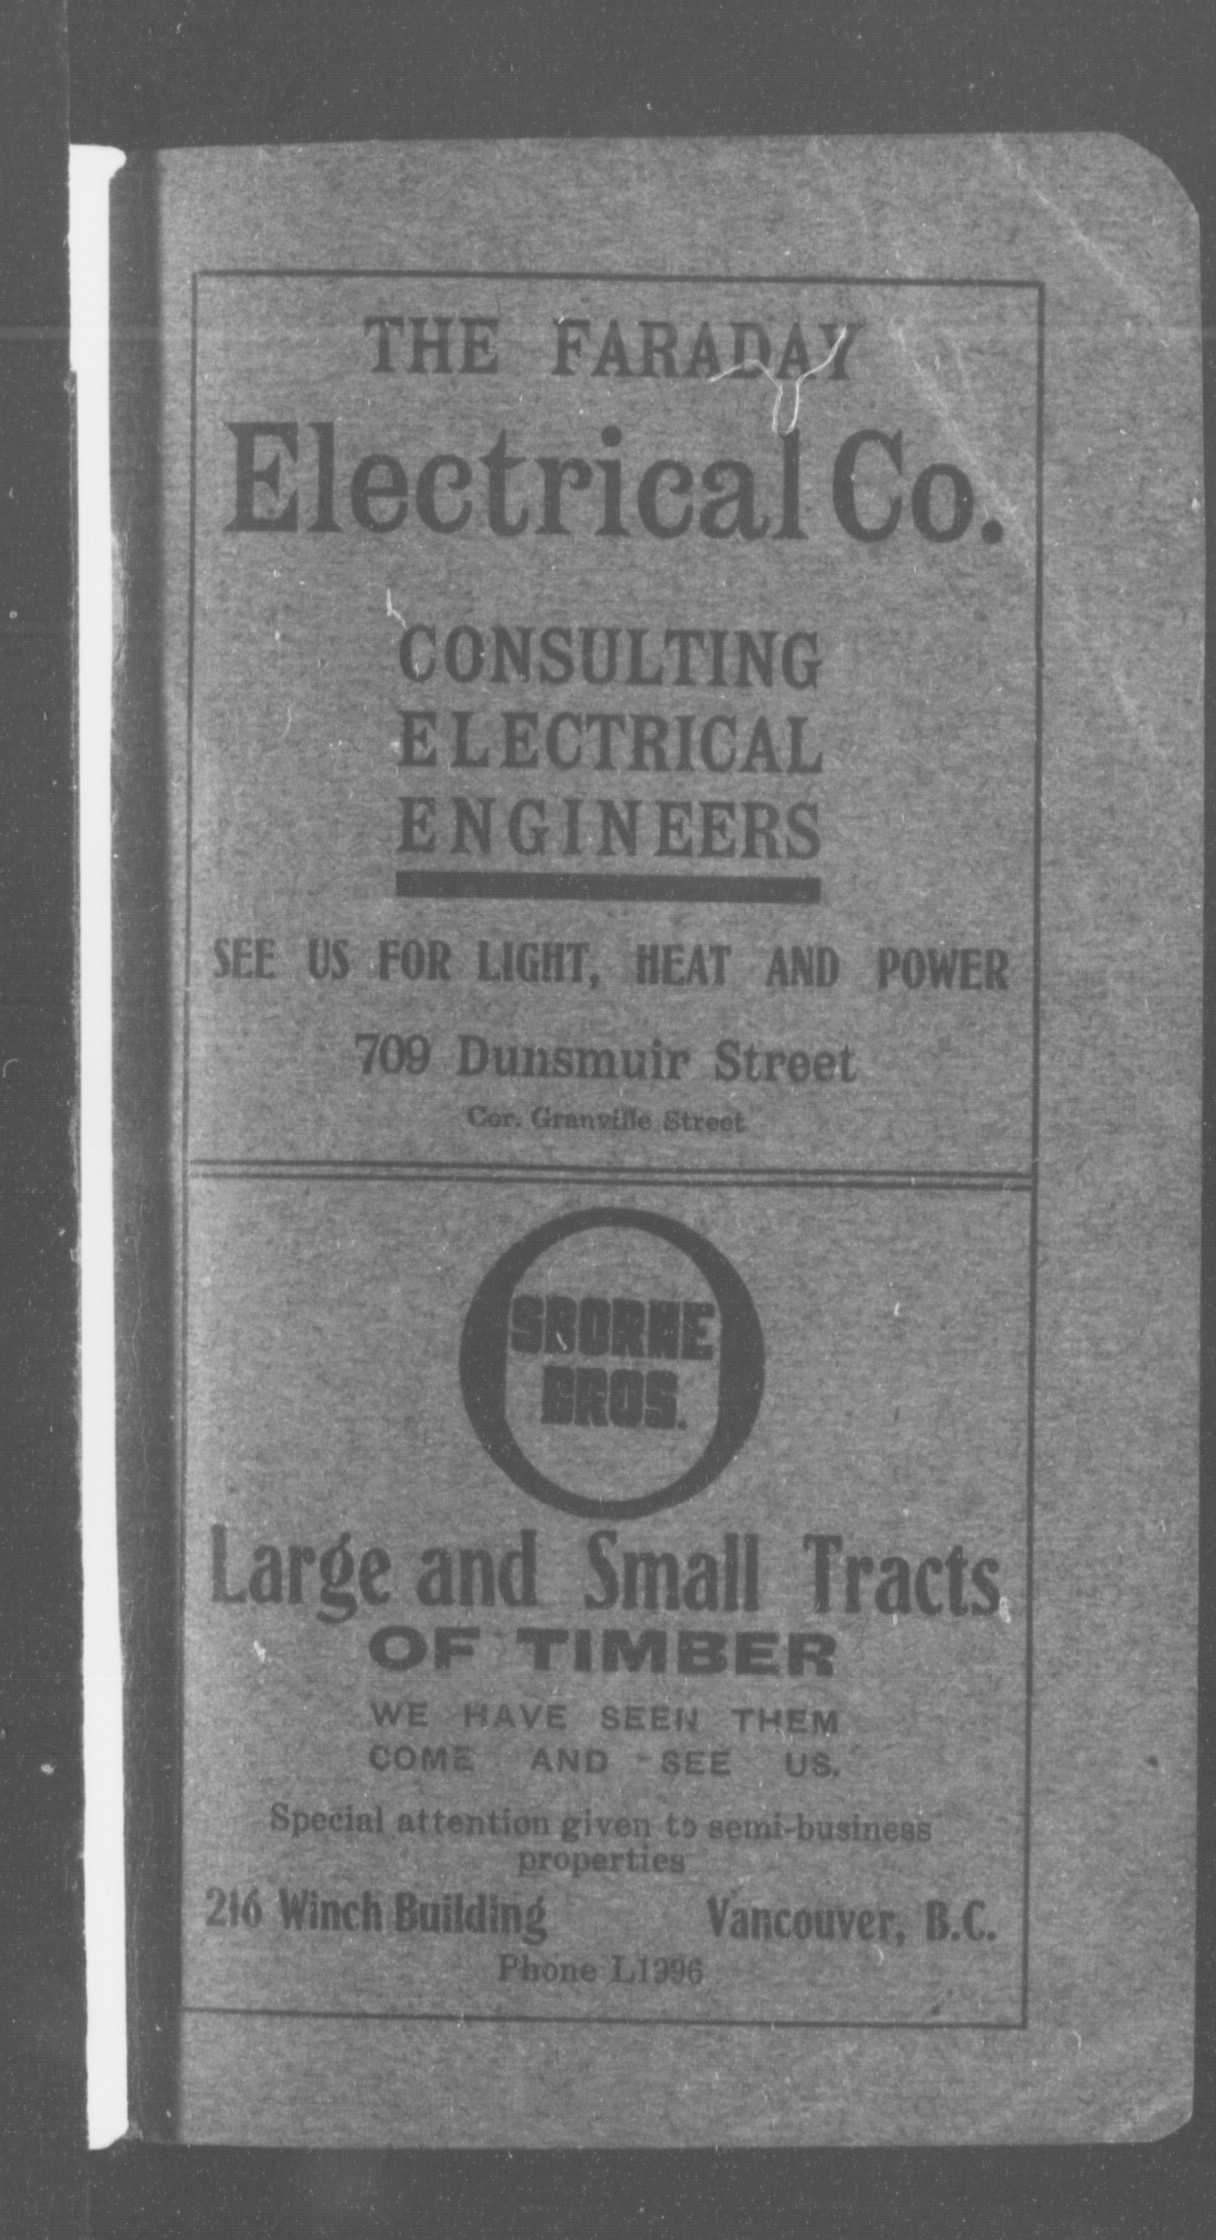 THE FARADAY
Electrical Co.
CONSULTING
ELECTRICAL
ENGINEERS
SEE US FOR LIGHT, HEAT AND POWER
709 Dunsmuir Street
Cor. Granville Street
OSBORNE
BROS.
Large and Small Tracts
OF TIMBER
WE HAVE SEEN THEM
COME AND SEE US.
Special attention given to semi-business
properties
216 Winch Building Vancouver, B.C.
Phone L1996